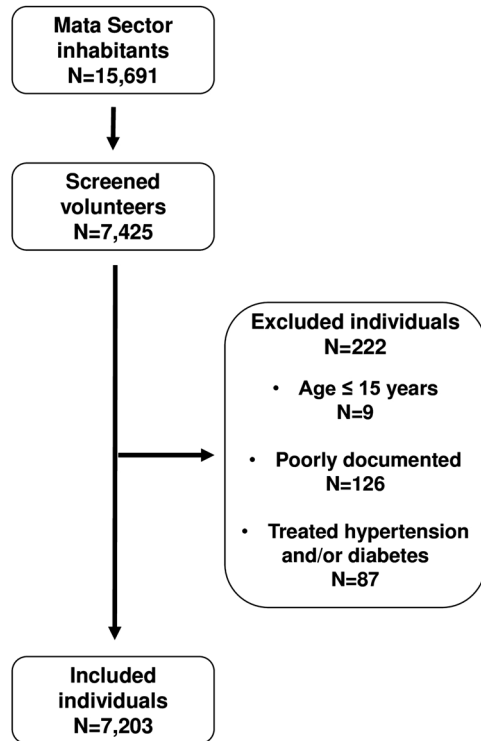 Mata Sector
inhabitants
N=15,691
Screened
volunteers
N=7,425
Excluded individuals
N=222
• Age ≤ 15 years
N=9
• Poorly documented
N=126
• Treated hypertension
and/or diabetes
N=87
Included
individuals
N=7,203